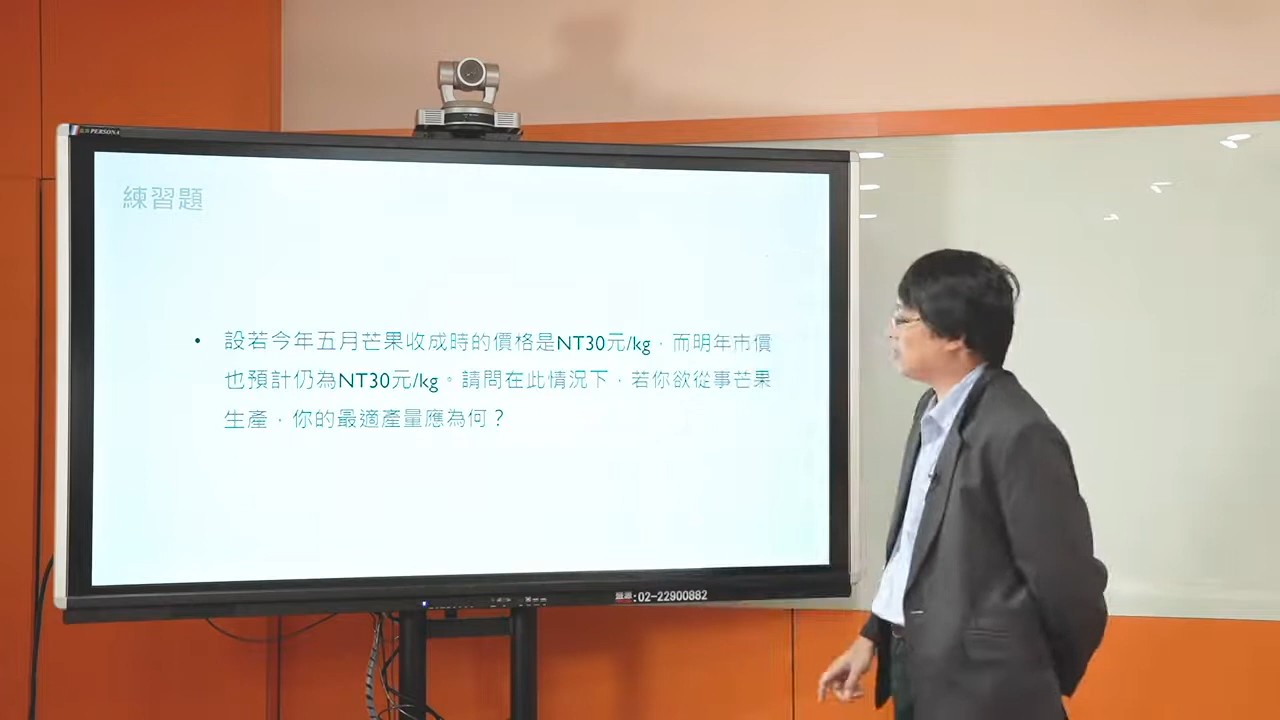 PERSONA
練習題
• 設若今年五月芒果收成時的價格是NT30元/kg，而明年市價
也預計仍為NT30元/kg。請問在此情況下，若你欲從事芒果
生產，你的最適產量應為何？
:02-22900882